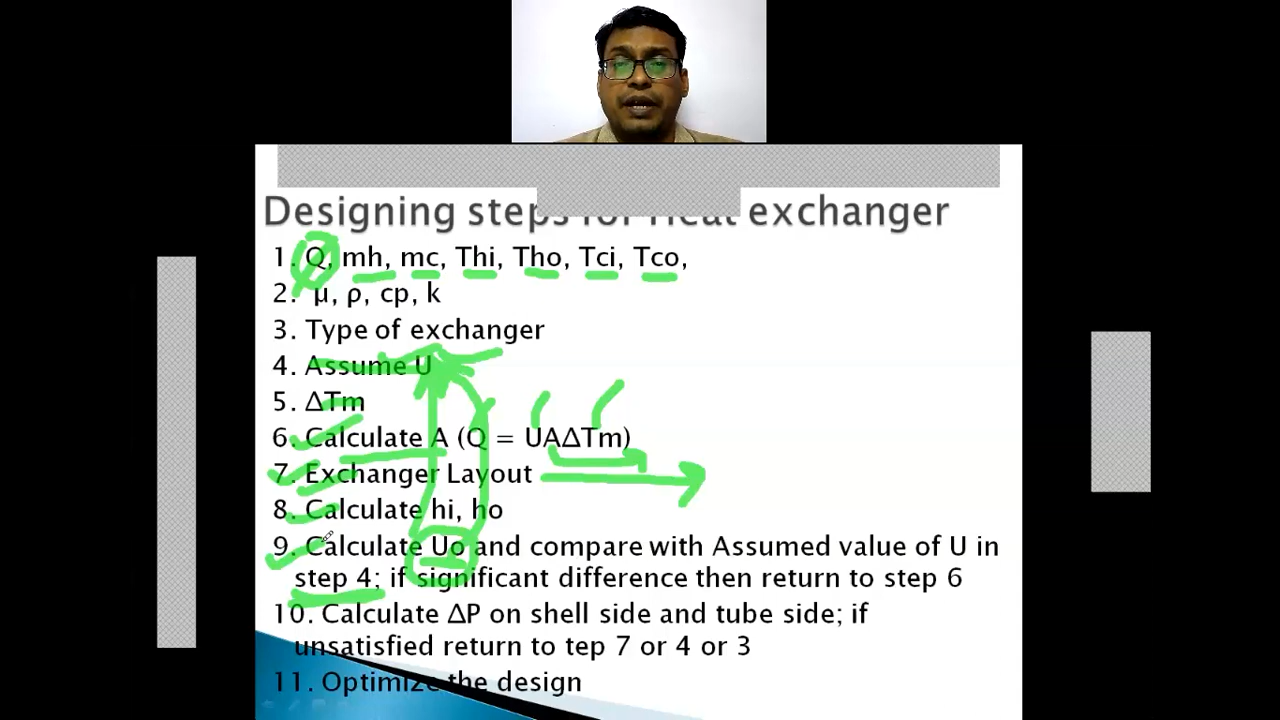 Designing steps for Heat exchanger
1. Q, mh, mc, Thi, Tho, Tci, Tco,
2. μ, ρ, cp, k
3. Type of exchanger
4. Assume U
5. ΔTm
6. Calculate A (Q = UAΔTm)
7. Exchanger Layout
8. Calculate hi, ho
9. Calculate Uo and compare with Assumed value of U in
step 4; if significant difference then return to step 6
10. Calculate ΔP on shell side and tube side; if
unsatisfied return to tep 7 or 4 or 3
11. Optimize the design